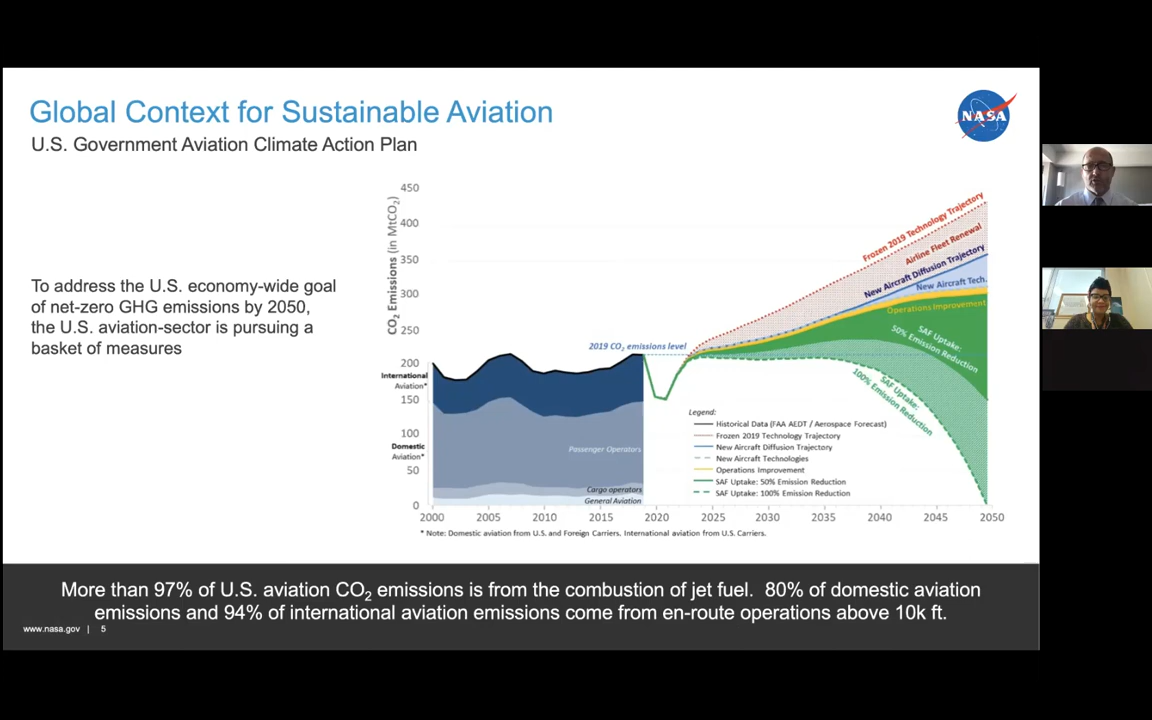 Global Context for Sustainable Aviation
U.S. Government Aviation Climate Action Plan
NASA
To address the U.S. economy-wide goal
of net-zero GHG emissions by 2050,
the U.S. aviation-sector is pursuing a
basket of measures
CO2 Emissions (in MtCO2)
450
400
350
300
250
200
International
Aviation*
150
100
Domestic
Aviation*
50
0
2000 2005 2010 2015 2020 2025 2030 2035 2040 2045 2050
2019 CO2 emissions level
Passenger Operators
Cargo operators
General Aviation
Frozen 2019 Technology Trajectory
Airline Fleet Renewal
New Aircraft Diffusion Trajectory
New Aircraft Tech.
Operations Improvement
SAF Uptake:
50% Emission Reduction
SAF Uptake:
100% Emission Reduction
Legend:
Historical Data (FAA AEDT / Aerospace Forecast)
Frozen 2019 Technology Trajectory
New Aircraft Diffusion Trajectory
New Aircraft Technologies
Operations Improvement
SAF Uptake: 50% Emission Reduction
SAF Uptake: 100% Emission Reduction
* Note: Domestic aviation from U.S. and Foreign Carriers. International aviation from U.S. Carriers.
More than 97% of U.S. aviation CO2 emissions is from the combustion of jet fuel. 80% of domestic aviation
emissions and 94% of international aviation emissions come from en-route operations above 10k ft.
www.nasa.gov | 5